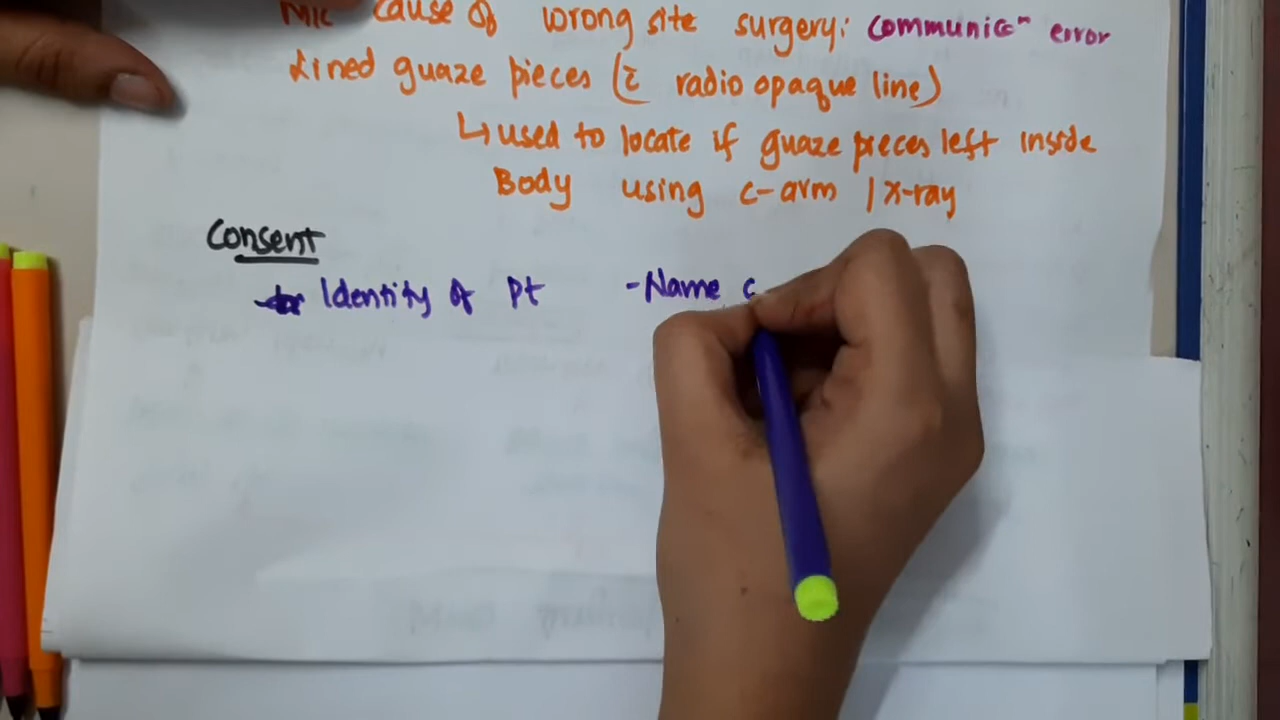 M/C cause of wrong site surgery: communicⁿ error
Lined guaze pieces (c̄ radio opaque line)
↳ used to locate if guaze pieces left inside
Body using c-arm / x-ray
Consent
Identity of pt - Name c